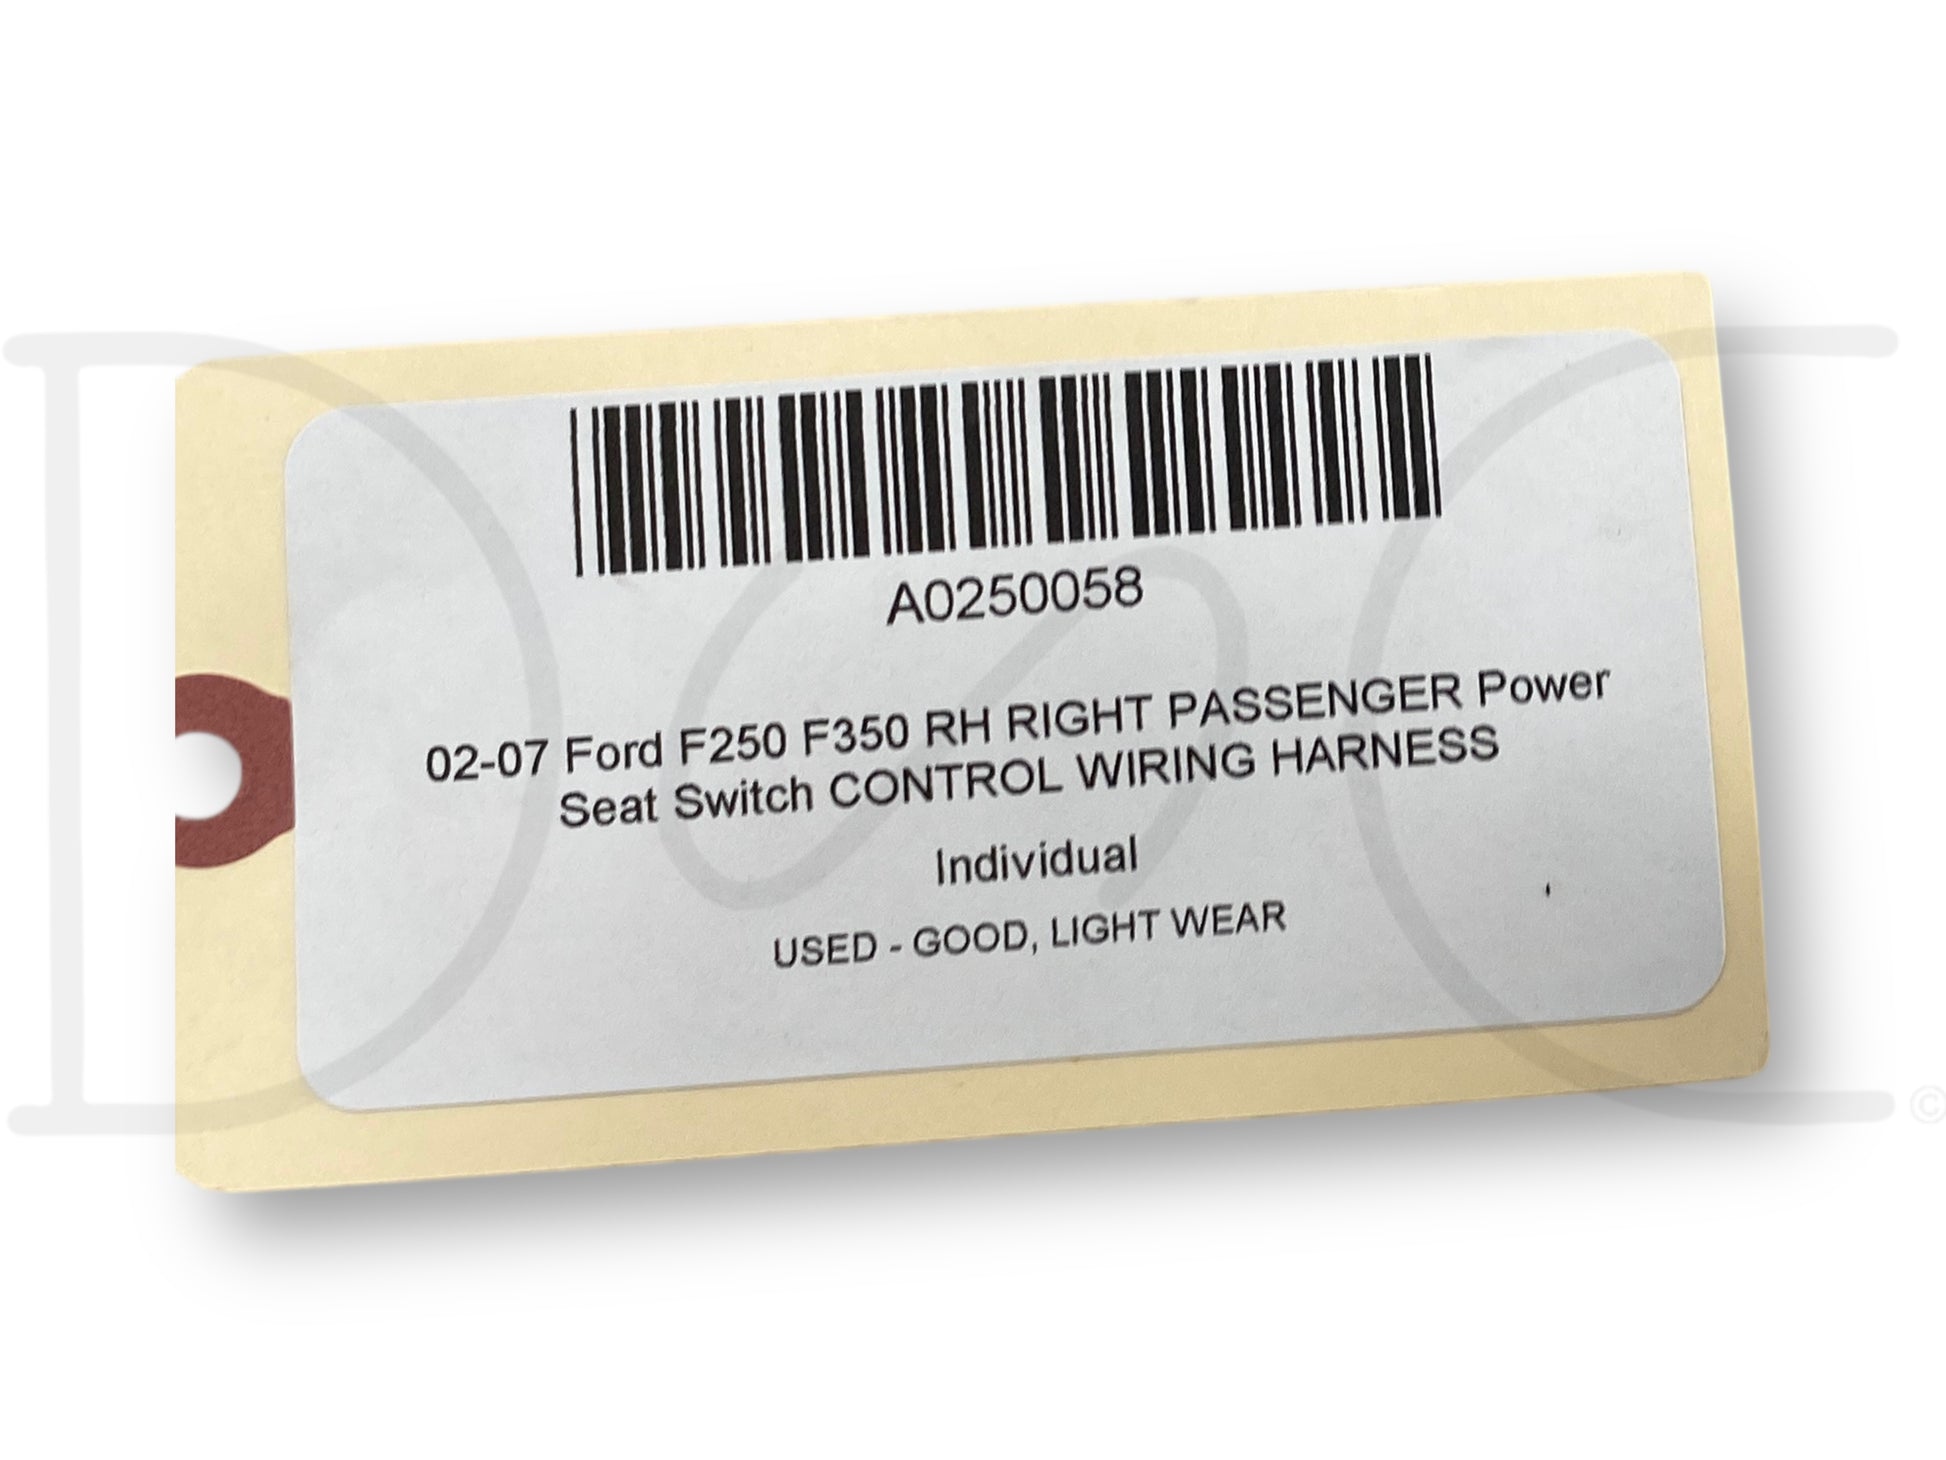 A0250058
02-07 Ford F250 F350 RH RIGHT PASSENGER Power
Seat Switch CONTROL WIRING HARNESS
Individual
USED - GOOD, LIGHT WEAR
©